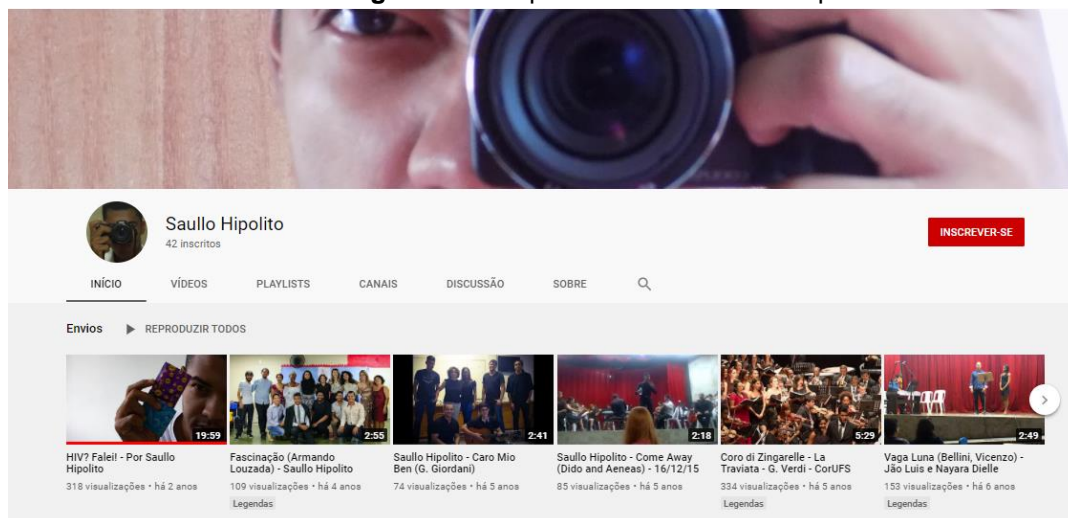 Saullo Hipolito
42 inscritos
INSCREVER-SE
INÍCIO VÍDEOS PLAYLISTS CANAIS DISCUSSÃO SOBRE
Envios REPRODUZIR TODOS
19:59 2:55 2:41 2:18 5:29 2:49
HIV? Falei! - Por Saullo
Hipolito
318 visualizações • há 2 anos
Fascinação (Armando
Louzada) - Saullo Hipolito
109 visualizações • há 4 anos
Legendas
Saullo Hipolito - Caro Mio
Ben (G. Giordani)
74 visualizações • há 5 anos
Saullo Hipolito - Come Away
(Dido and Aeneas) - 16/12/15
85 visualizações • há 5 anos
Coro di Zingarelle - La
Traviata - G. Verdi - CorUFS
334 visualizações • há 5 anos
Legendas
Vaga Luna (Bellini, Vicenzo) -
Jão Luis e Nayara Dielle
153 visualizações • há 6 anos
Legendas